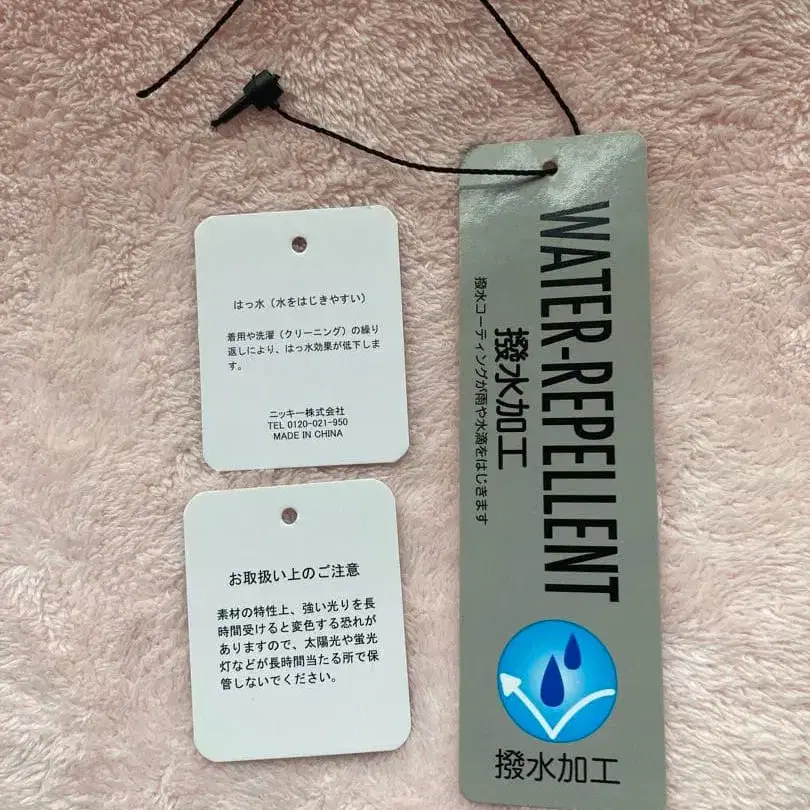 はっ水（水をはじきやすい）
着用や洗濯（クリーニング）の繰り
返しにより、はっ水効果が低下しま
す。
ニッキー株式会社
TEL 0120-021-950
MADE IN CHINA
お取扱い上のご注意
素材の特性上、強い光りを長
時間受けると変色する恐れが
ありますので、太陽光や蛍光
灯などが長時間当たる所で保
管しないでください。
WATER-REPELLENT
撥水加工
撥水コーティングが雨や水滴をはじきます
撥水加工